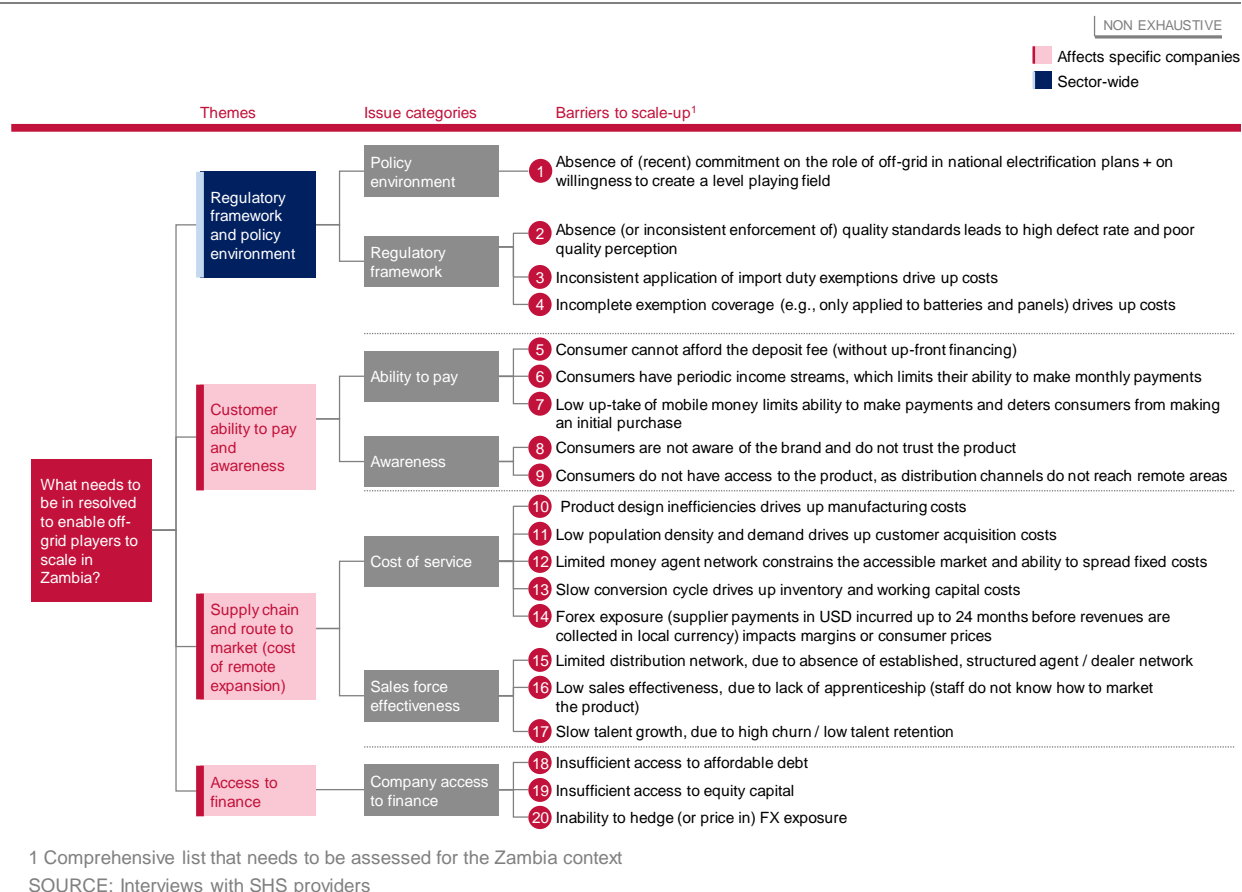 NON EXHAUSTIVE
Affects specific companies
Sector-wide
Themes
Issue categories
Barriers to scale-up1
What needs to
be in resolved
to enable off-
grid players to
scale in
Zambia?
Regulatory
framework
and policy
environment
Policy
environment
1 Absence of (recent) commitment on the role of off-grid in national electrification plans + on
willingness to create a level playing field
Regulatory
framework
2 Absence (or inconsistent enforcement of) quality standards leads to high defect rate and poor
quality perception
3 Inconsistent application of import duty exemptions drive up costs
4 Incomplete exemption coverage (e.g., only applied to batteries and panels) drives up costs
Customer
ability to pay
and
awareness
Ability to pay
5 Consumer cannot afford the deposit fee (without up-front financing)
6 Consumers have periodic income streams, which limits their ability to make monthly payments
7 Low up-take of mobile money limits ability to make payments and deters consumers from making
an initial purchase
Awareness
8 Consumers are not aware of the brand and do not trust the product
9 Consumers do not have access to the product, as distribution channels do not reach remote areas
Supply chain
and route to
market (cost
of remote
expansion)
Cost of service
10 Product design inefficiencies drives up manufacturing costs
11 Low population density and demand drives up customer acquisition costs
12 Limited money agent network constrains the accessible market and ability to spread fixed costs
13 Slow conversion cycle drives up inventory and working capital costs
14 Forex exposure (supplier payments in USD incurred up to 24 months before revenues are
collected in local currency) impacts margins or consumer prices
Sales force
effectiveness
15 Limited distribution network, due to absence of established, structured agent / dealer network
16 Low sales effectiveness, due to lack of apprenticeship (staff do not know how to market
the product)
17 Slow talent growth, due to high churn / low talent retention
Access to
finance
Company access
to finance
18 Insufficient access to affordable debt
19 Insufficient access to equity capital
20 Inability to hedge (or price in) FX exposure
1 Comprehensive list that needs to be assessed for the Zambia context
SOURCE: Interviews with SHS providers